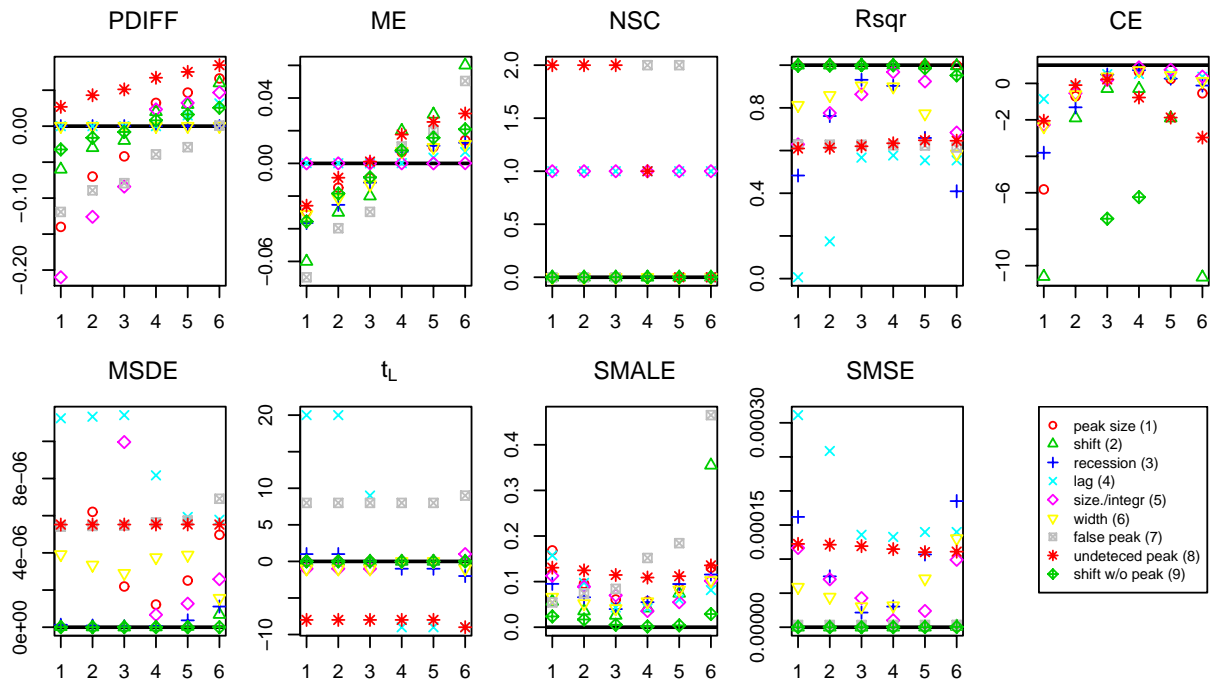 PDIFF
0.00
−0.10
−0.20
1 2 3 4 5 6
ME
0.04
0.00
−0.06
1 2 3 4 5 6
NSC
2.0
1.5
1.0
0.5
0.0
1 2 3 4 5 6
Rsqr
0.8
0.4
0.0
1 2 3 4 5 6
CE
0
−2
−6
−10
1 2 3 4 5 6
MSDE
8e−06
4e−06
0e+00
1 2 3 4 5 6
tL
20
15
10
5
0
−10
1 2 3 4 5 6
SMALE
0.4
0.3
0.2
0.1
0.0
1 2 3 4 5 6
SMSE
0.00030
0.00015
0.00000
1 2 3 4 5 6
peak size (1)
shift (2)
recession (3)
lag (4)
size./integr (5)
width (6)
false peak (7)
undeteced peak (8)
shift w/o peak (9)